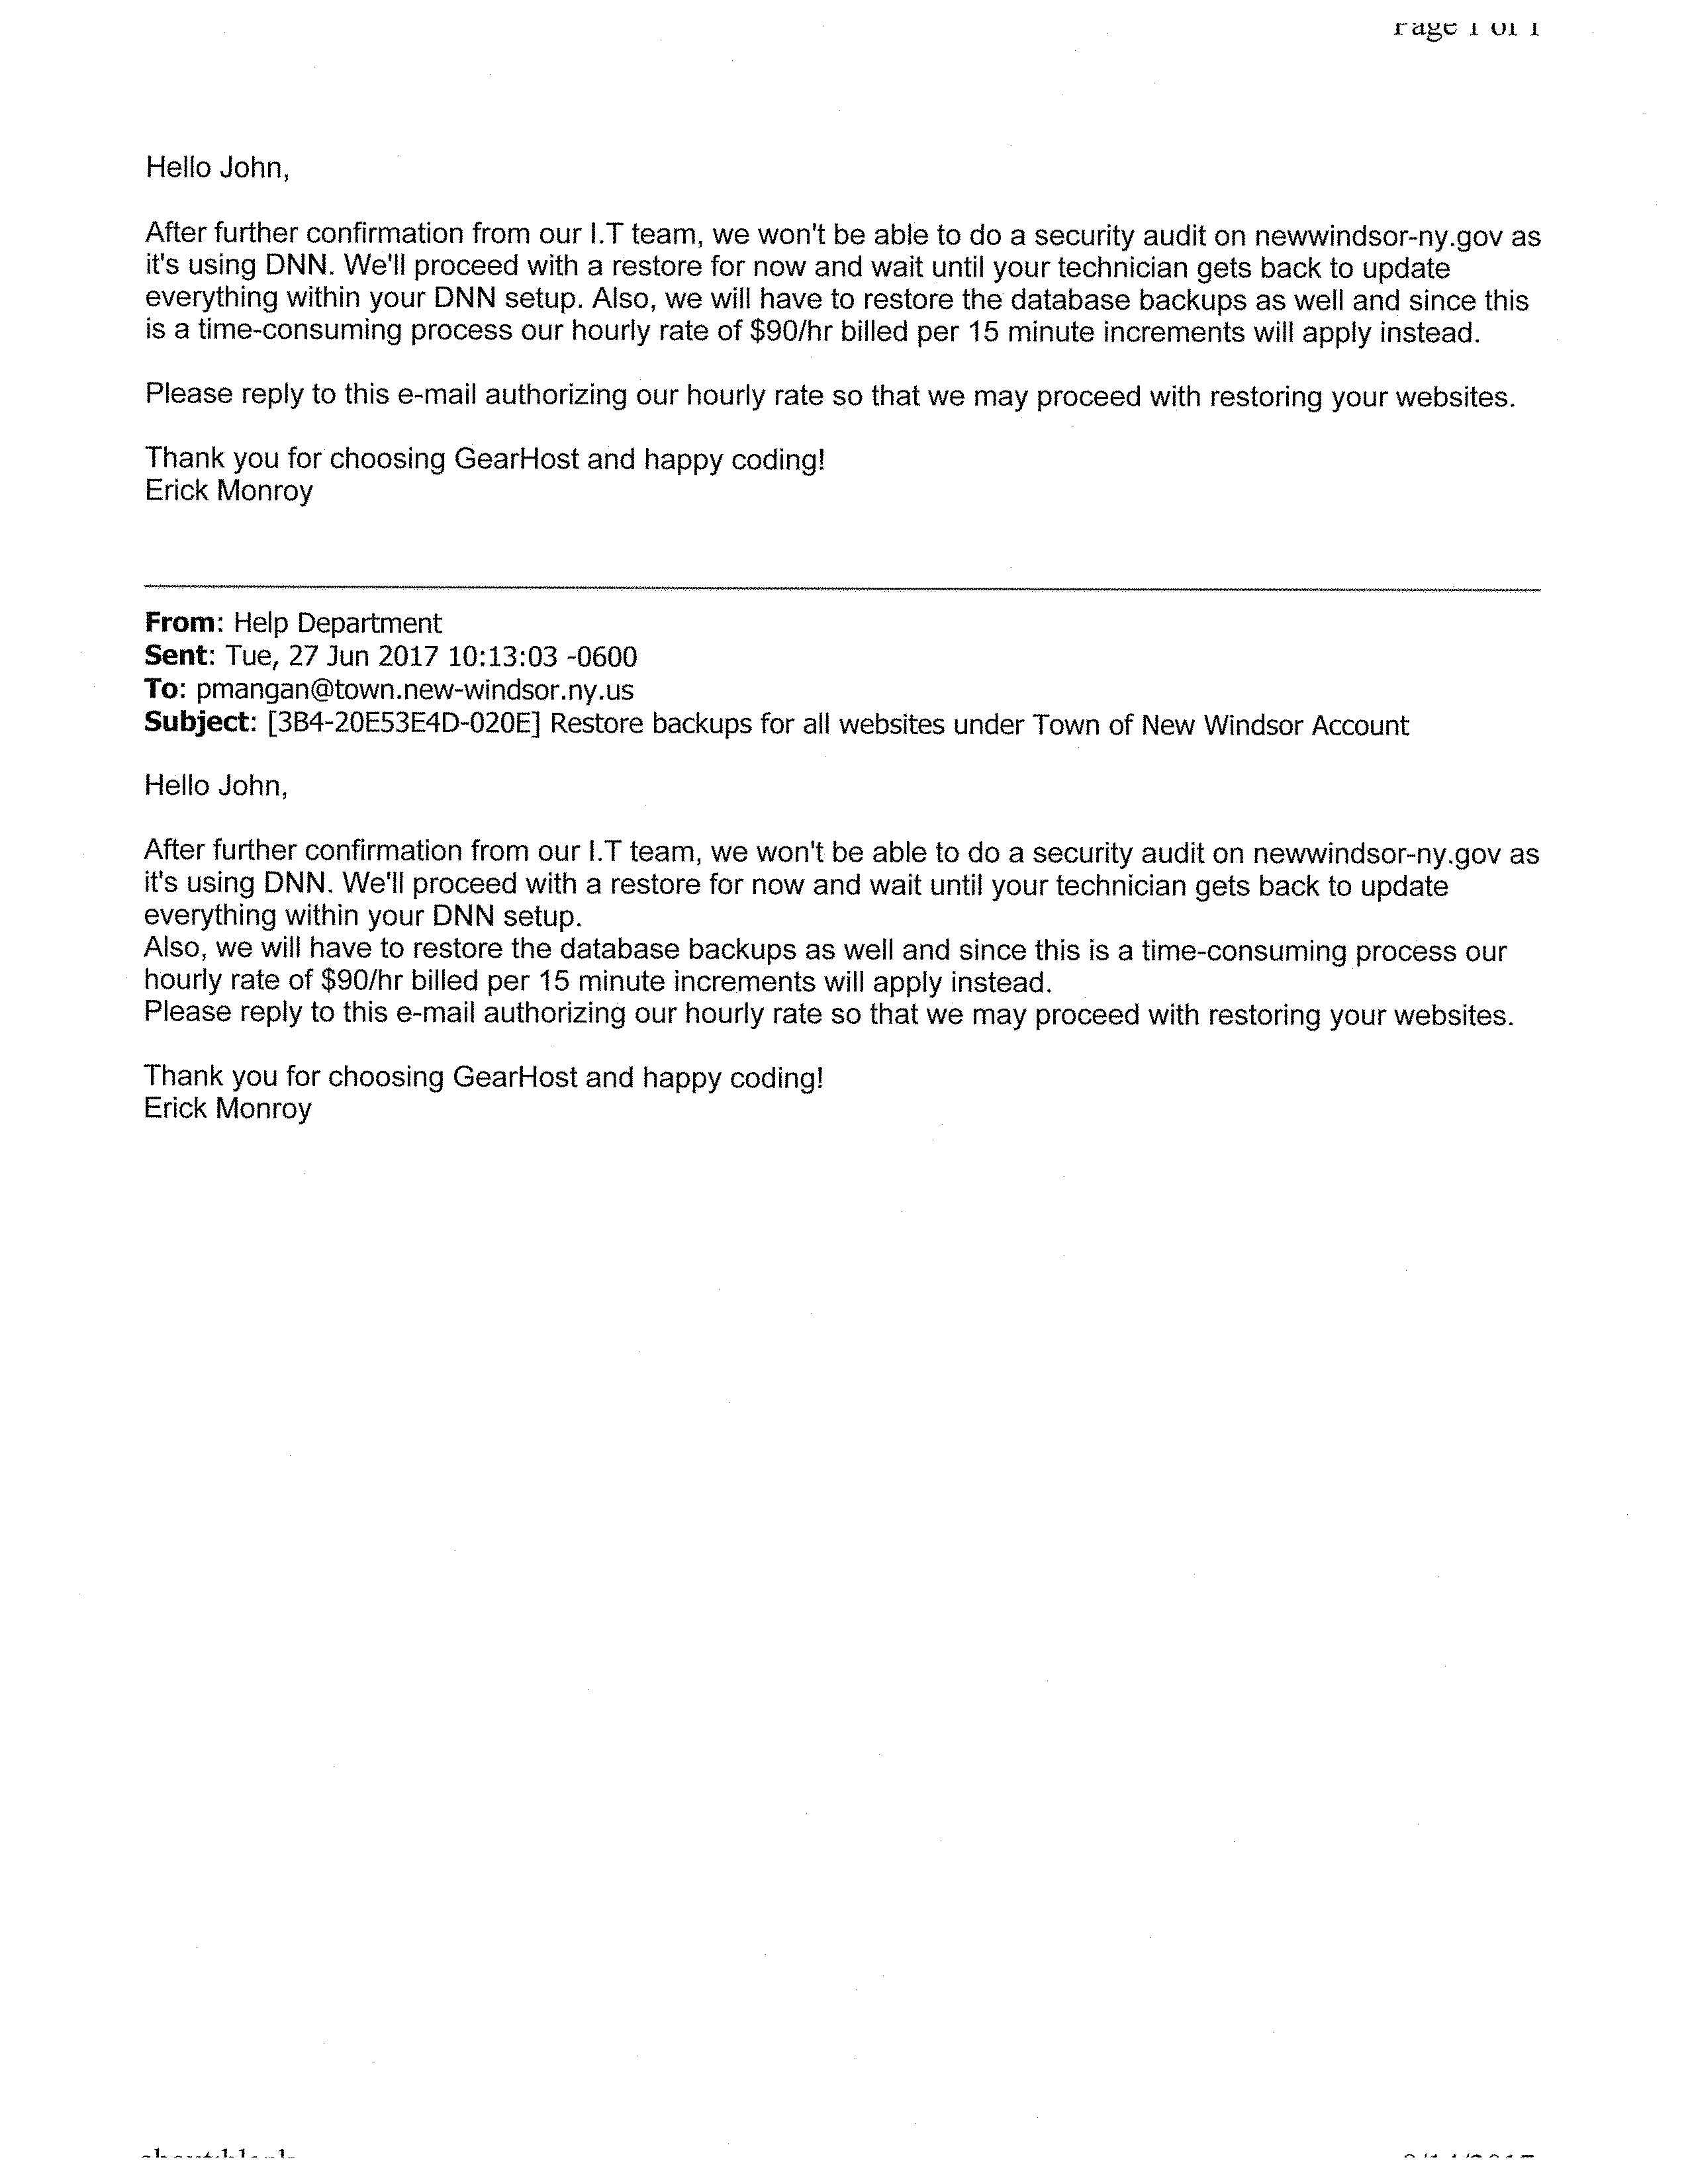 Page 1 of 1
Hello John,
After further confirmation from our I.T team, we won't be able to do a security audit on newwindsor-ny.gov as
it's using DNN. We'll proceed with a restore for now and wait until your technician gets back to update
everything within your DNN setup. Also, we will have to restore the database backups as well and since this
is a time-consuming process our hourly rate of $90/hr billed per 15 minute increments will apply instead.
Please reply to this e-mail authorizing our hourly rate so that we may proceed with restoring your websites.
Thank you for choosing GearHost and happy coding!
Erick Monroy
From: Help Department
Sent: Tue, 27 Jun 2017 10:13:03 -0600
To: pmangan@town.new-windsor.ny.us
Subject: [3B4-20E53E4D-020E] Restore backups for all websites under Town of New Windsor Account
Hello John,
After further confirmation from our I.T team, we won't be able to do a security audit on newwindsor-ny.gov as
it's using DNN. We'll proceed with a restore for now and wait until your technician gets back to update
everything within your DNN setup.
Also, we will have to restore the database backups as well and since this is a time-consuming process our
hourly rate of $90/hr billed per 15 minute increments will apply instead.
Please reply to this e-mail authorizing our hourly rate so that we may proceed with restoring your websites.
Thank you for choosing GearHost and happy coding!
Erick Monroy
about:blank